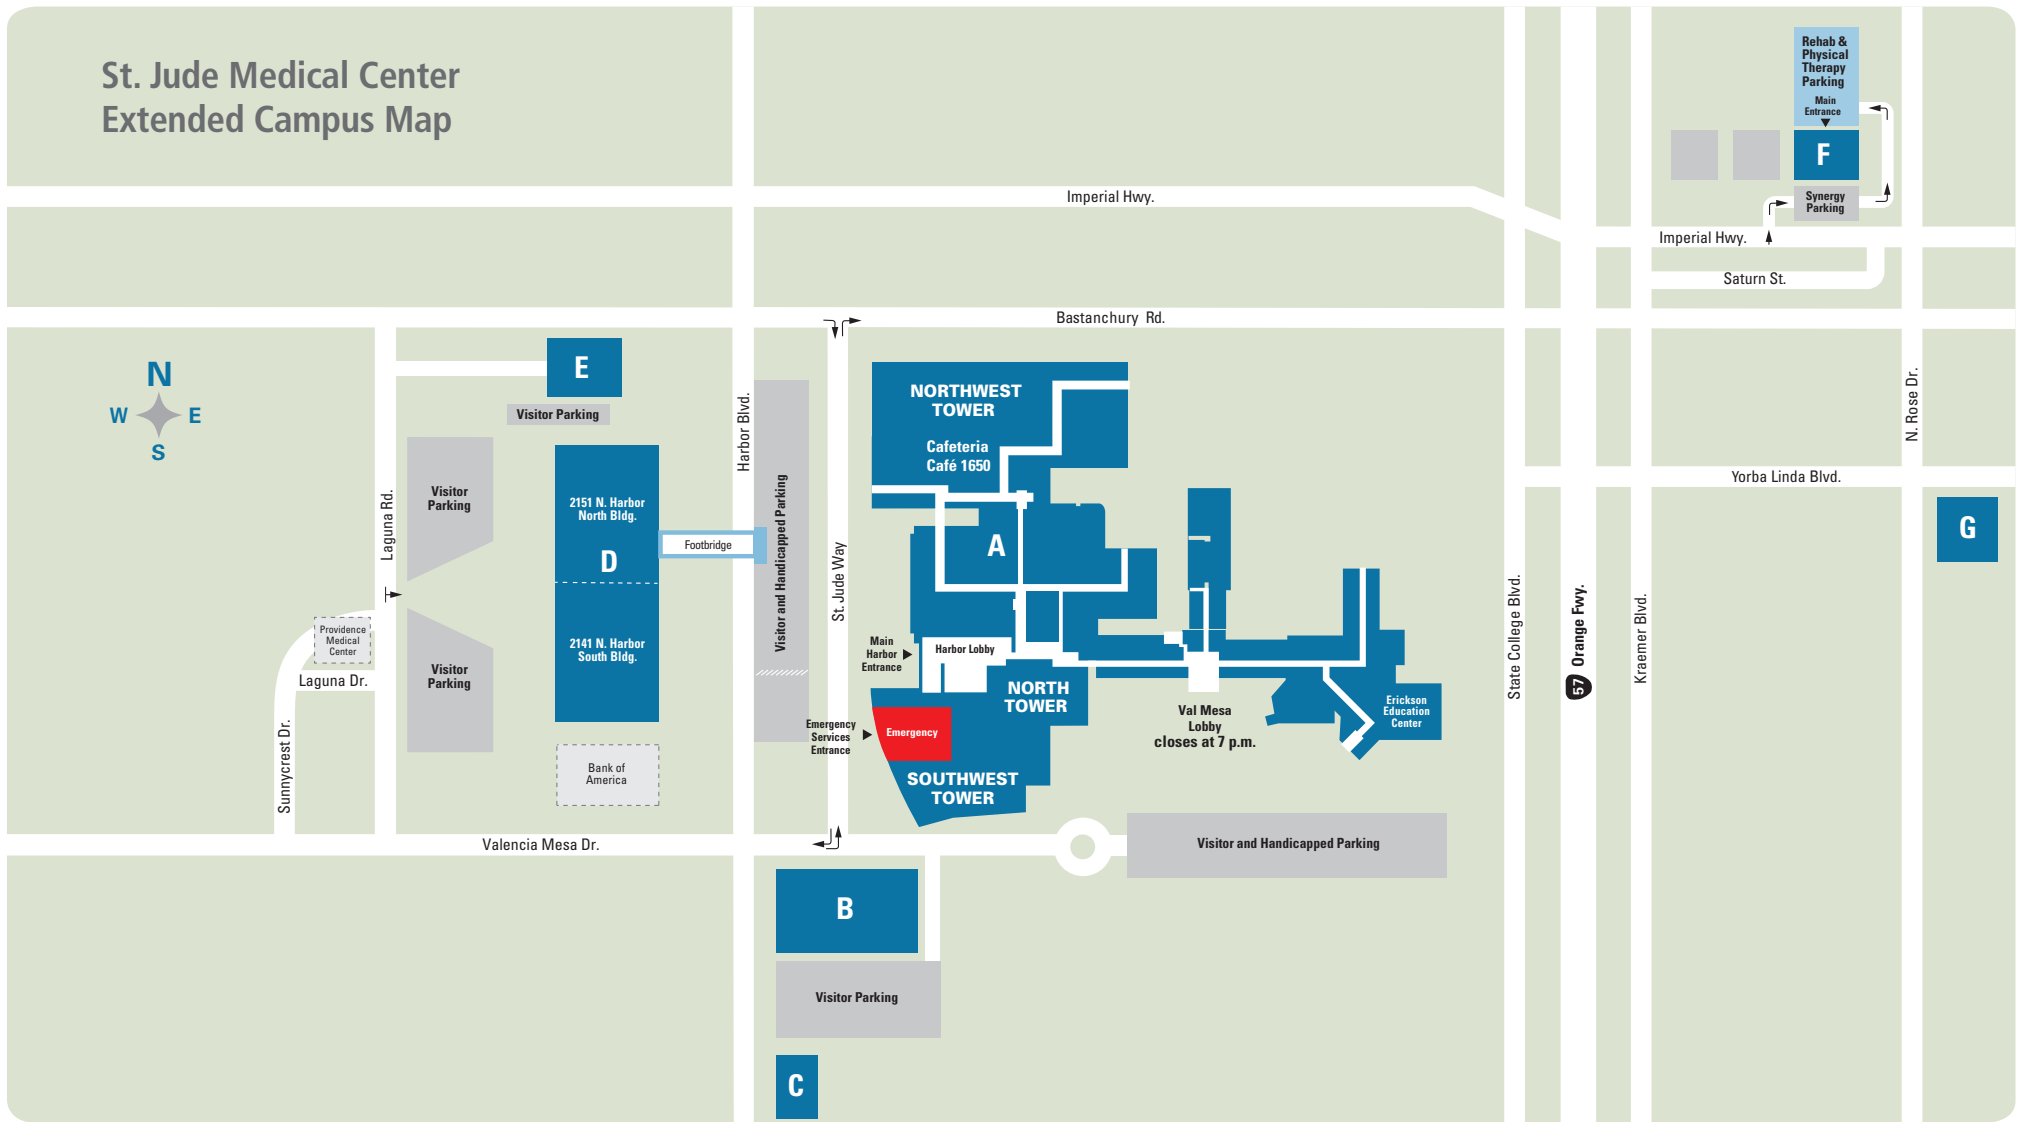 St. Jude Medical Center
Extended Campus Map
Rehab &
Physical
Therapy
Parking
Main
Entrance
F
Synergy
Parking
Imperial Hwy.
Imperial Hwy.
Saturn St.
Bastanchury Rd.
N
W
E
S
E
Visitor Parking
Laguna Rd.
Visitor
Parking
2151 N. Harbor
North Bldg.
D
2141 N. Harbor
South Bldg.
Footbridge
Harbor Blvd.
Visitor and Handicapped Parking
St. Jude Way
NORTHWEST
TOWER
Cafeteria
Café 1650
A
Main
Harbor
Entrance
Harbor Lobby
NORTH
TOWER
Emergency
Services
Entrance
Emergency
SOUTHWEST
TOWER
Val Mesa
Lobby
closes at 7 p.m.
Erickson
Education
Center
State College Blvd.
57
Orange Fwy.
Kraemer Blvd.
N. Rose Dr.
Yorba Linda Blvd.
G
Providence
Medical
Center
Laguna Dr.
Sunnycrest Dr.
Visitor
Parking
Bank of
America
Valencia Mesa Dr.
Visitor and Handicapped Parking
B
Visitor Parking
C